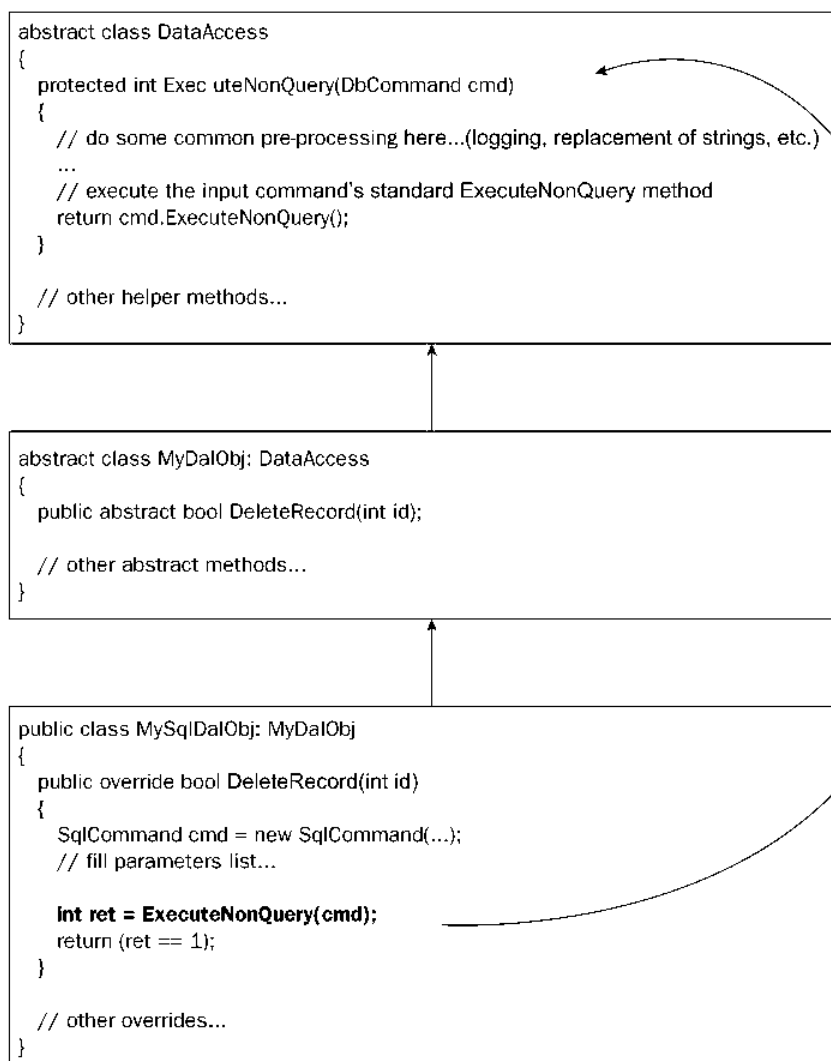 abstract class DataAccess
{
protected int Exec uteNonQuery(DbCommand cmd)
{
// do some common pre-processing here...(logging, replacement of strings, etc.)
...
// execute the input command's standard ExecuteNonQuery method
return cmd.ExecuteNonQuery();
}
// other helper methods...
}
abstract class MyDalObj: DataAccess
{
public abstract bool DeleteRecord(int id);
// other abstract methods...
}
public class MySqlDalObj: MyDalObj
{
public override bool DeleteRecord(int id)
{
SqlCommand cmd = new SqlCommand(...);
// fill parameters list...
int ret = ExecuteNonQuery(cmd);
return (ret == 1);
}
// other overrides...
}